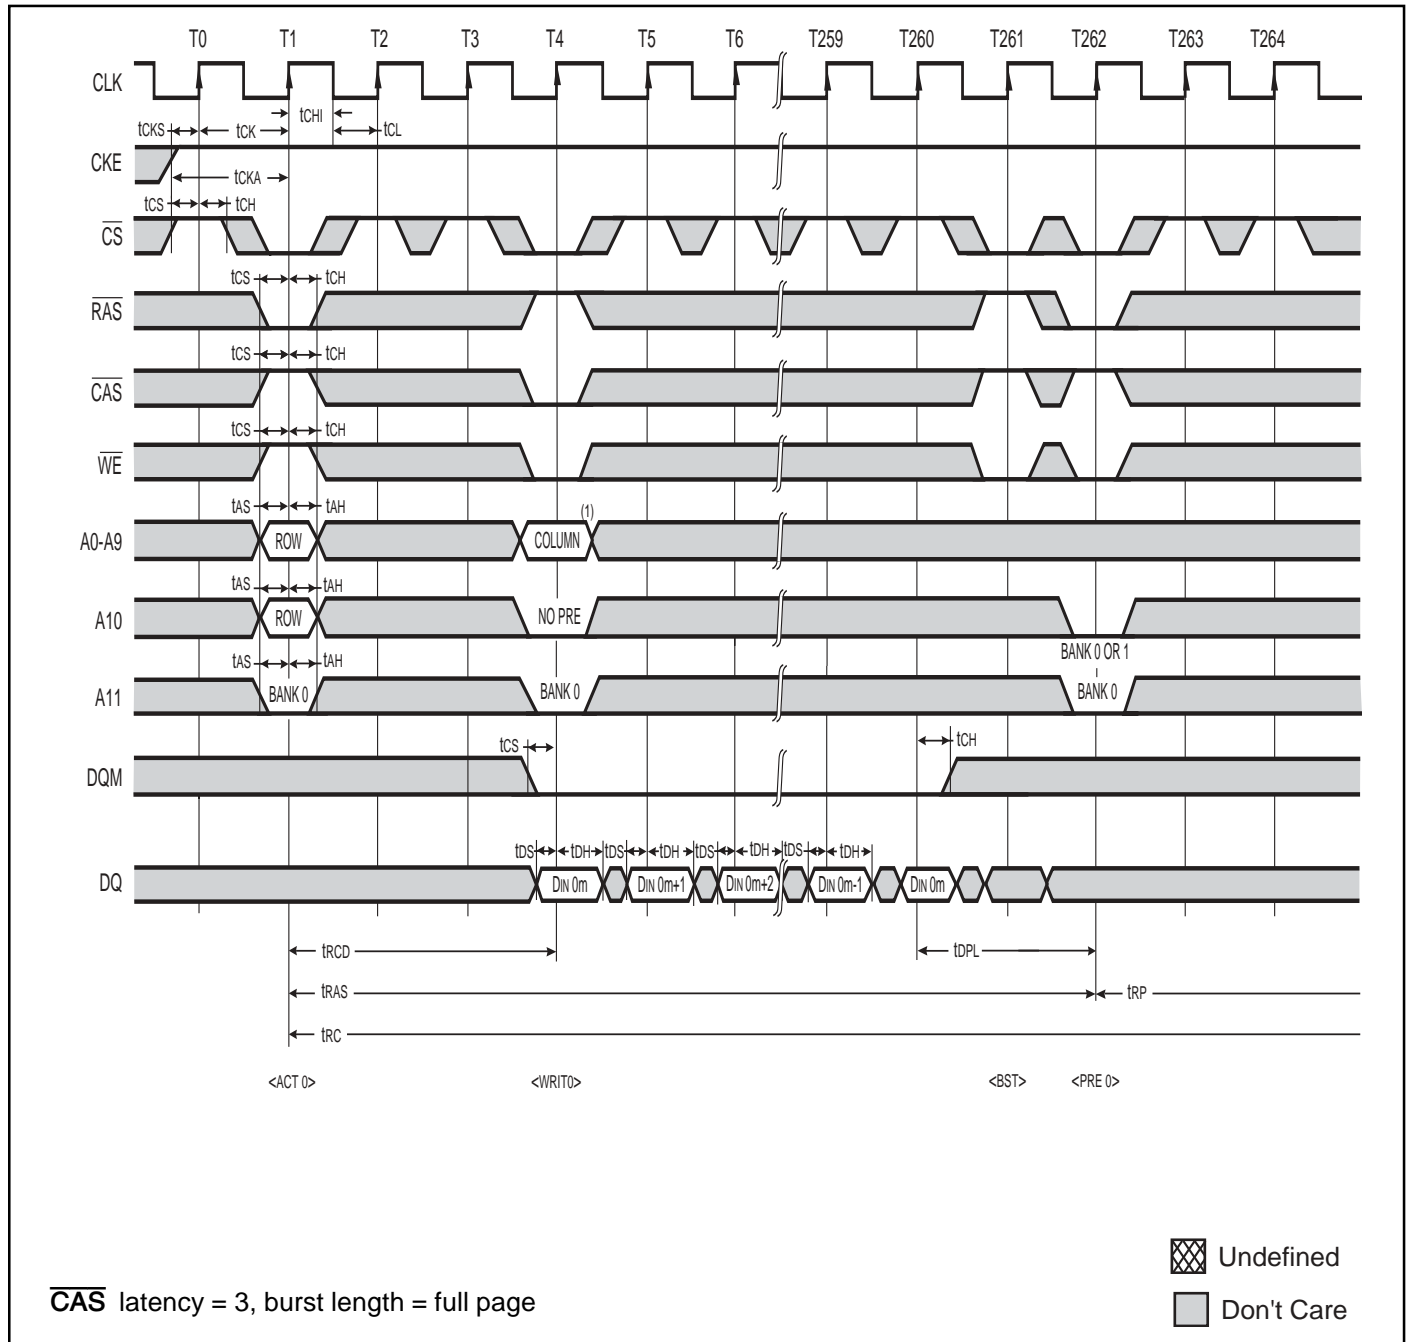 T0 T1 T2 T3 T4 T5 T6 T259 T260 T261 T262 T263 T264
CLK
tCHI
tCKS tCK tCL
CKE
tCKA
tCS tCH
CS
tCS tCH
RAS
tCS tCH
CAS
tCS tCH
WE
tAS tAH
(1)
A0-A9 ROW COLUMN
tAS tAH
A10 ROW NO PRE
BANK 0 OR 1
tAS tAH
A11 BANK 0 BANK 0 BANK 0
tCS tCH
DQM
tDS tDH tDS tDH tDS tDH tDS tDH
DQ DIN 0m DIN 0m+1 DIN 0m+2 DIN 0m-1 DIN 0m
tRCD tDPL
tRAS tRP
tRC
<ACT 0> <WRIT0> <BST> <PRE 0>
Undefined
CAS latency = 3, burst length = full page
Don't Care